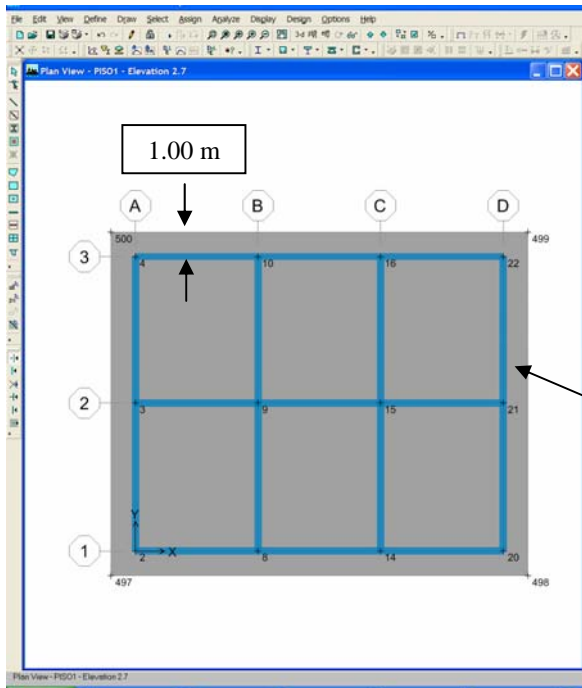 File Edit View Define Draw Select Assign Analyze Display Design Options Help
Plan View - PISO1 - Elevation 2.7
1.00 m
A B C D
500 499
3 4 10 16 22
2 3 9 15 21
Y
1 2 X 8 14 20
497 498
Plan View - PISO1 - Elevation 2.7